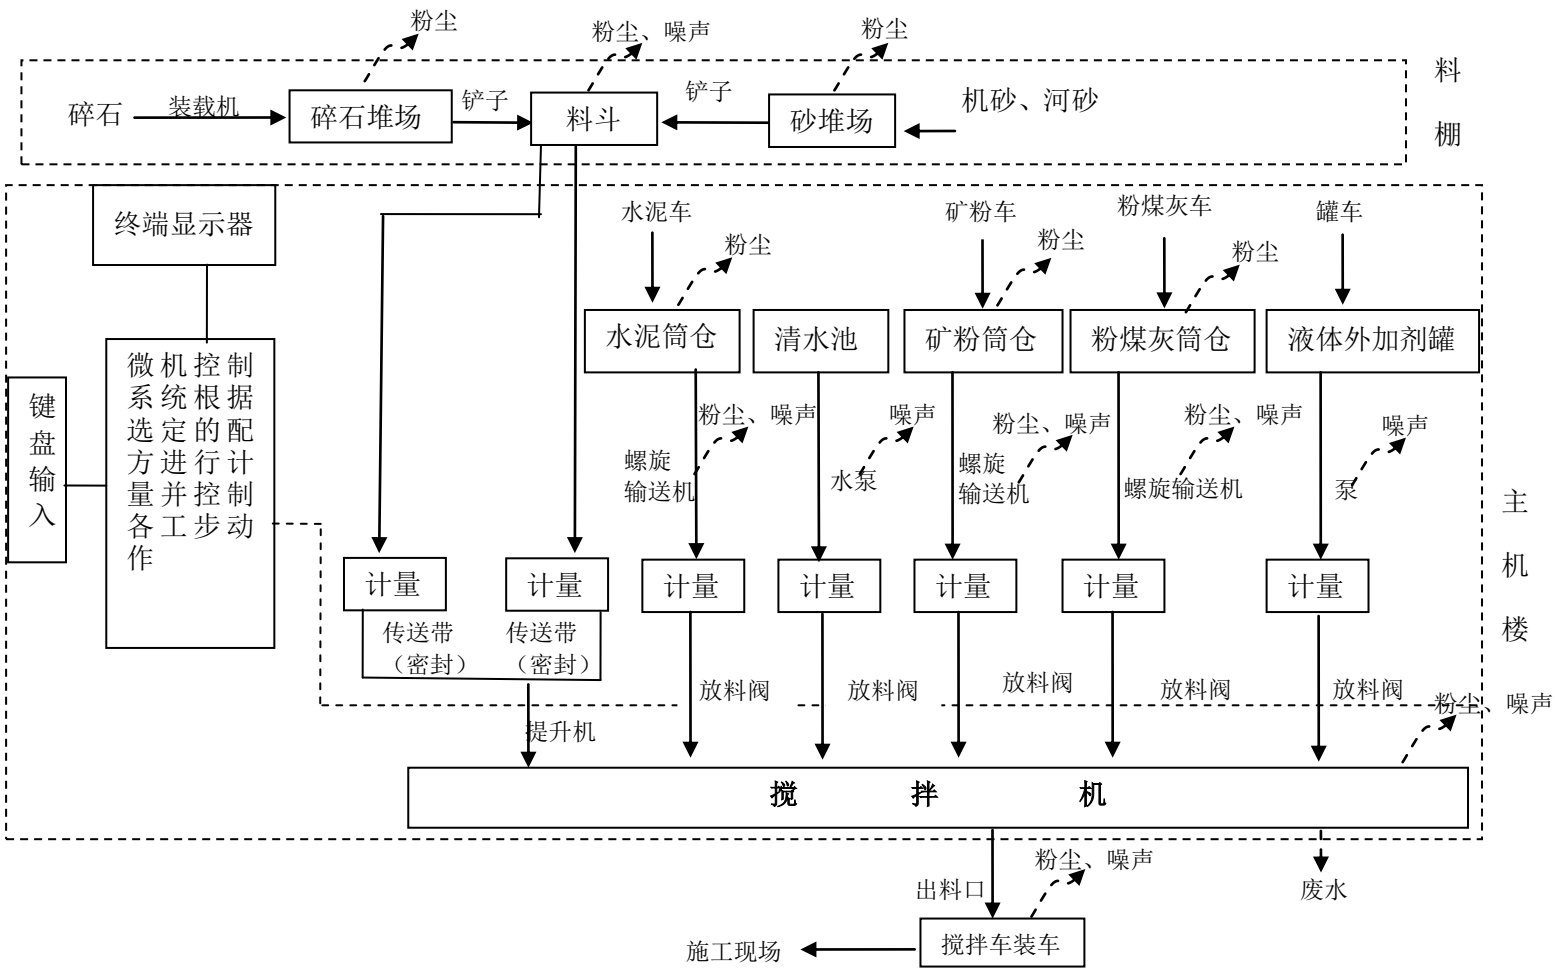 粉尘
粉尘、噪声
粉尘
料
棚
碎石
装载机
碎石堆场
铲子
料斗
铲子
砂堆场
机砂、河砂
终端显示器
水泥车
矿粉车
粉煤灰车
罐车
粉尘
粉尘
粉尘
水泥筒仓
清水池
矿粉筒仓
粉煤灰筒仓
液体外加剂罐
键
盘
输
入
微机控制
系统根据
选定的配
方进行计
量并控制
各工步动
作
粉尘、噪声
噪声
粉尘、噪声
粉尘、噪声
噪声
螺旋
输送机
水泵
螺旋
输送机
螺旋输送机
泵
主
机
楼
计量
计量
计量
计量
计量
计量
计量
传送带
（密封）
传送带
（密封）
放料阀
放料阀
放料阀
放料阀
放料阀
粉尘、噪声
提升机
搅拌机
出料口
粉尘、噪声
废水
搅拌车装车
施工现场